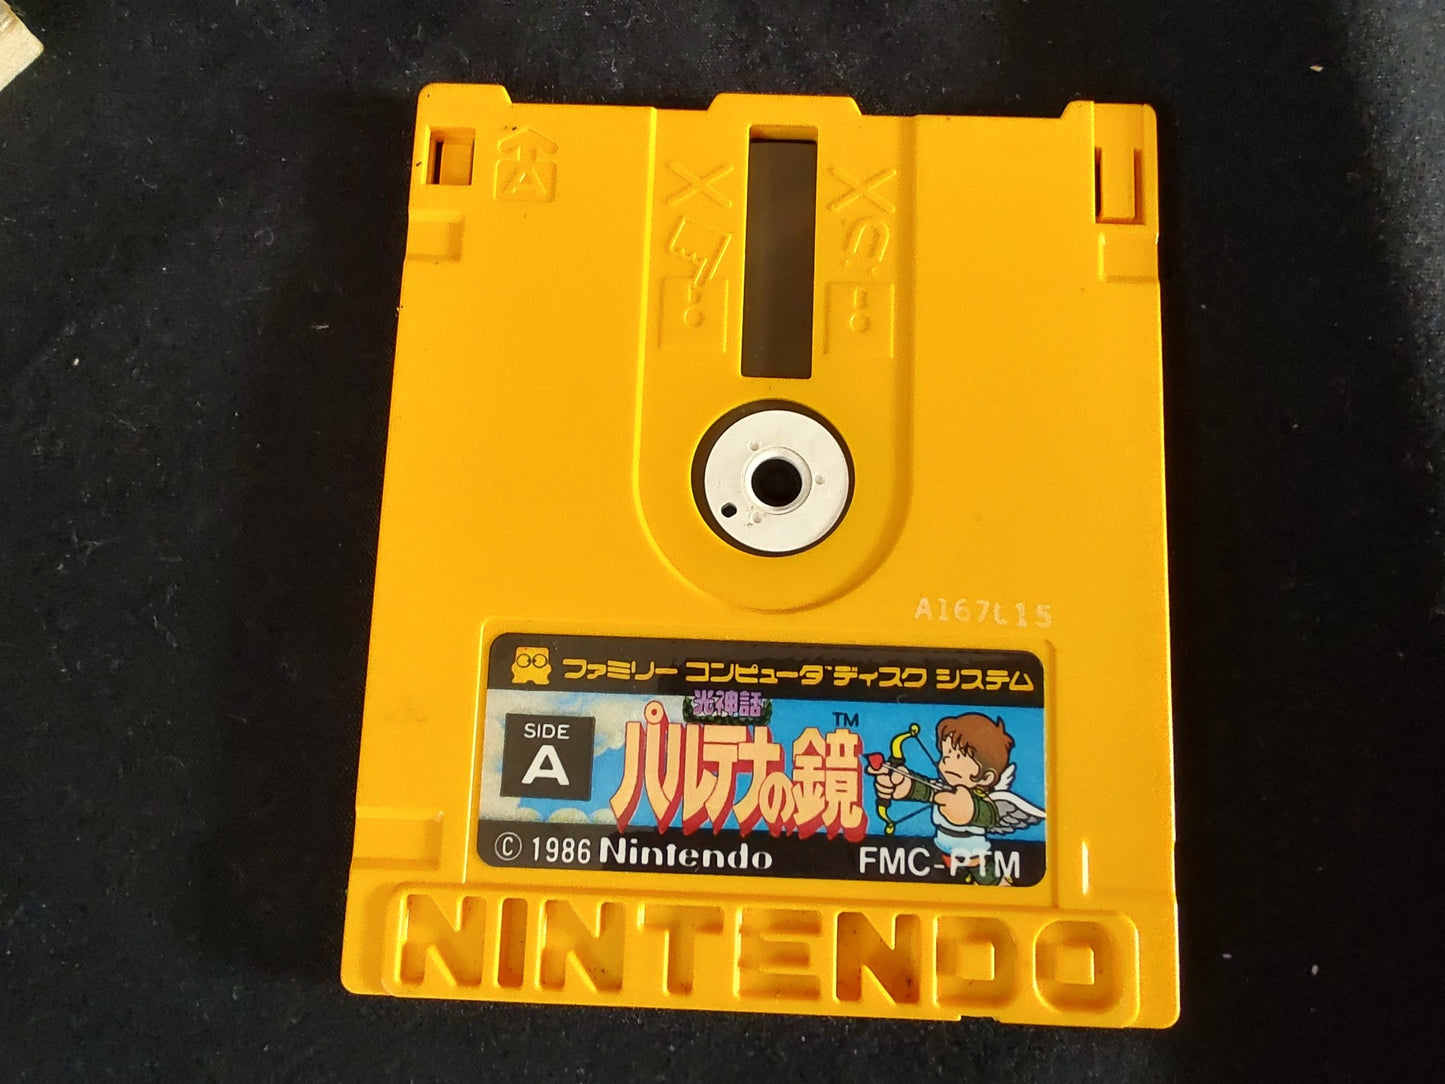 A
A167L15
ファミリー コンピュータ ディスク システム
光神話
SIDE
A
パルテナの鏡
TM
© 1986 Nintendo FMC-PTM
NINTENDO